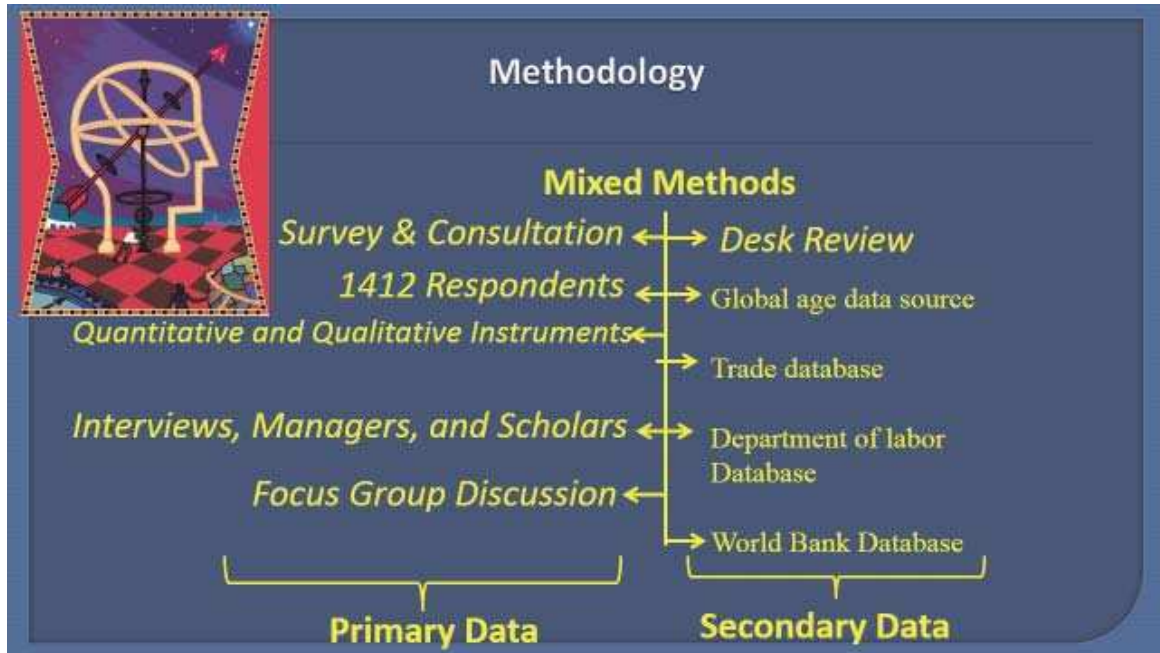 Methodology
Mixed Methods
Survey & Consultation
Desk Review
1412 Respondents
Global age data source
Quantitative and Qualitative Instruments
Trade database
Interviews, Managers, and Scholars
Department of labor
Database
Focus Group Discussion
World Bank Database
Primary Data
Secondary Data